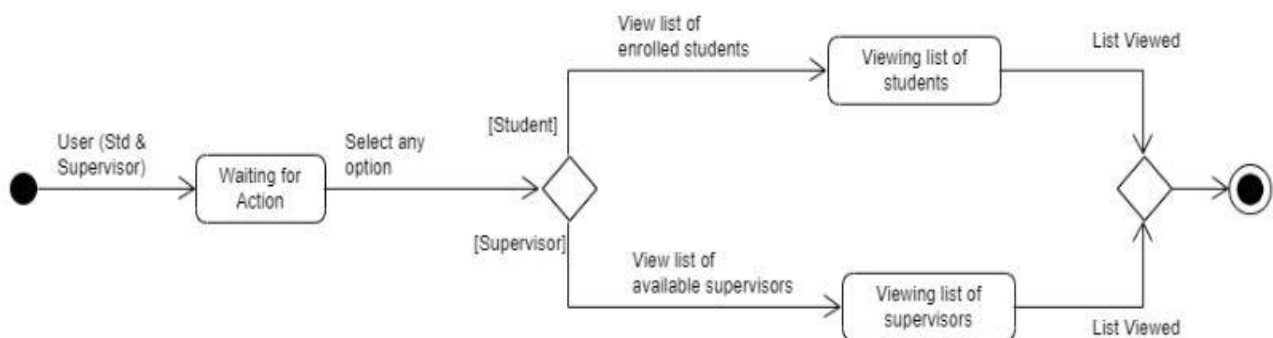 User (Std &
Supervisor)
Waiting for
Action
Select any
option
[Student]
[Supervisor]
View list of
enrolled students
Viewing list of
students
List Viewed
View list of
available supervisors
Viewing list of
supervisors
List Viewed